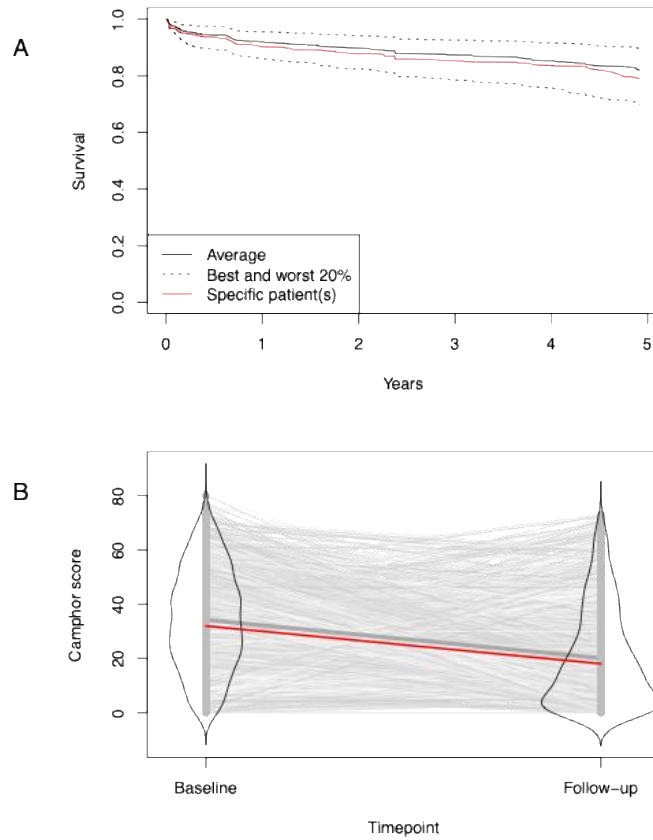 A
Survival
1.0
0.8
0.6
0.4
0.2
0.0
Average
Best and worst 20%
Specific patient(s)
0 1 2 3 4 5
Years
B
Camphor score
80
60
40
20
0
Baseline Follow-up
Timepoint